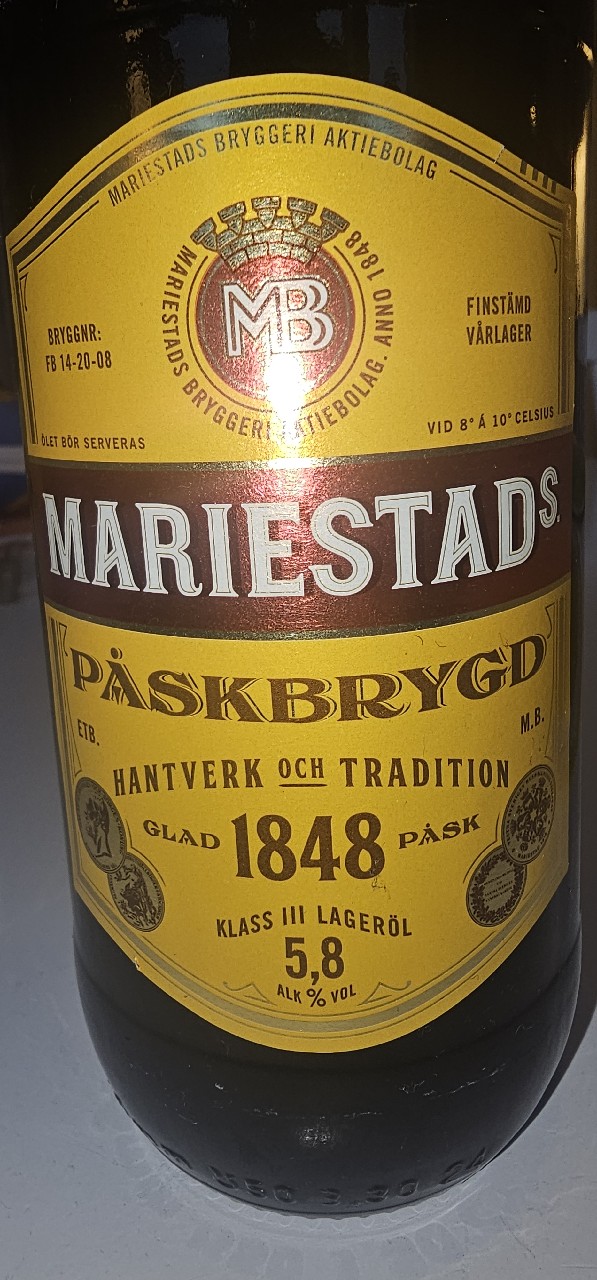 MARIESTADS BRYGGERI AKTIEBOLAG
MARIESTADS BRYGGERI AKTIEBOLAG. ANNO 1848
MB
BRYGGNR:
FB 14-20-08
FINSTÄMD
VÅRLAGER
ÖLET BÖR SERVERAS
VID 8° Á 10° CELSIUS
MARIESTADS.
PÅSKBRYGD
ETB.
M.B.
HANTVERK OCH TRADITION
GLAD 1848 PÅSK
KLASS III LAGERÖL
5,8
ALK % VOL